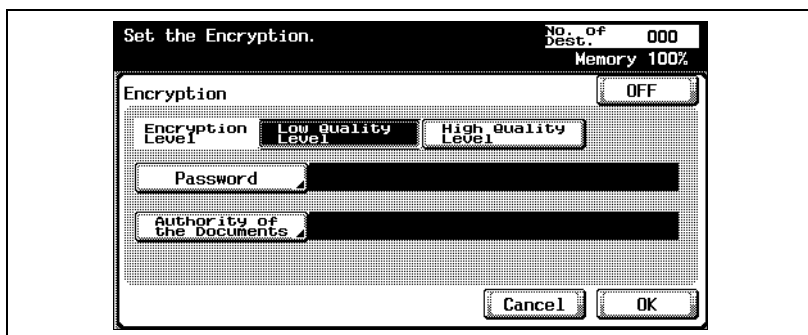 Set the Encryption.
No. of Dest. 000
Memory 100%
Encryption
OFF
Encryption Level
Low Quality Level
High Quality Level
Password
Authority of the Documents
Cancel
OK